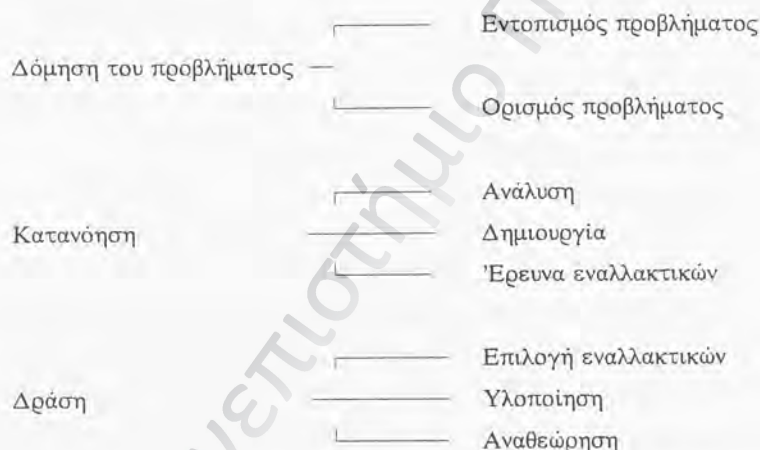 Εντοπισμός προβλήματος
Δόμηση του προβλήματος
Ορισμός προβλήματος
Ανάλυση
Κατανόηση Δημιουργία
Έρευνα εναλλακτικών
Επιλογή εναλλακτικών
Δράση Υλοποίηση
Αναθεώρηση